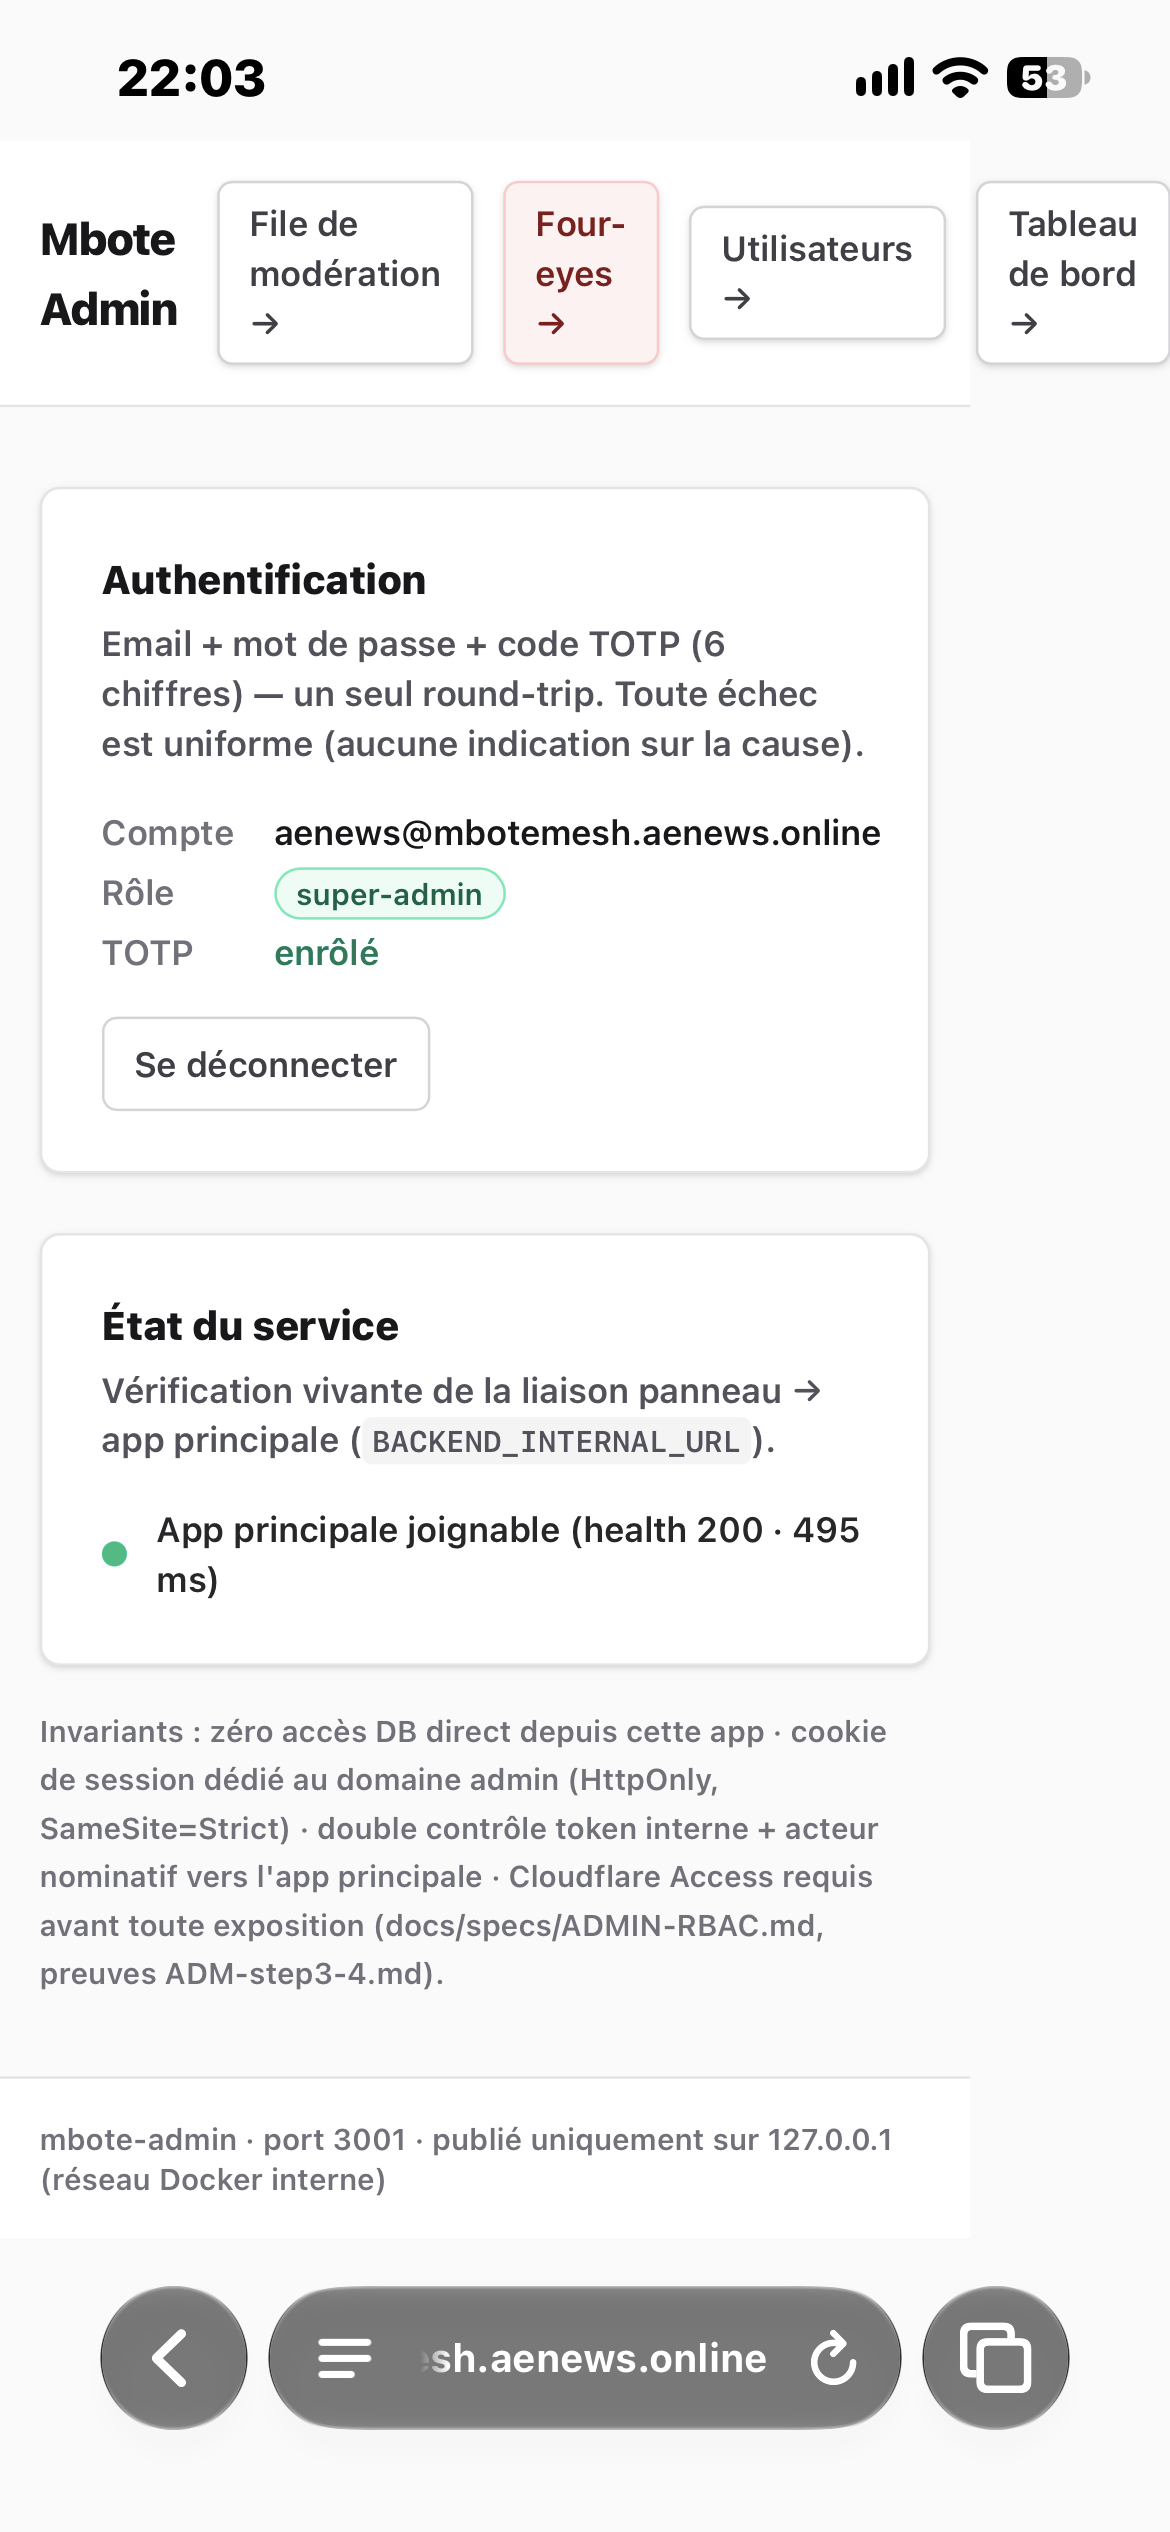 22:03
53
Mbote
Admin
File de
modération
→
Four-
eyes
→
Utilisateurs
→
Tableau
de bord
→
Authentification
Email + mot de passe + code TOTP (6
chiffres) — un seul round-trip. Toute échec
est uniforme (aucune indication sur la cause).
Compte aenews@mbotemesh.aenews.online
Rôle super-admin
TOTP enrôlé
Se déconnecter
État du service
Vérification vivante de la liaison panneau →
app principale (BACKEND_INTERNAL_URL).
App principale joignable (health 200 · 495
ms)
Invariants : zéro accès DB direct depuis cette app · cookie
de session dédié au domaine admin (HttpOnly,
SameSite=Strict) · double contrôle token interne + acteur
nominatif vers l'app principale · Cloudflare Access requis
avant toute exposition (docs/specs/ADMIN-RBAC.md,
preuves ADM-step3-4.md).
mbote-admin · port 3001 · publié uniquement sur 127.0.0.1
(réseau Docker interne)
esh.aenews.online